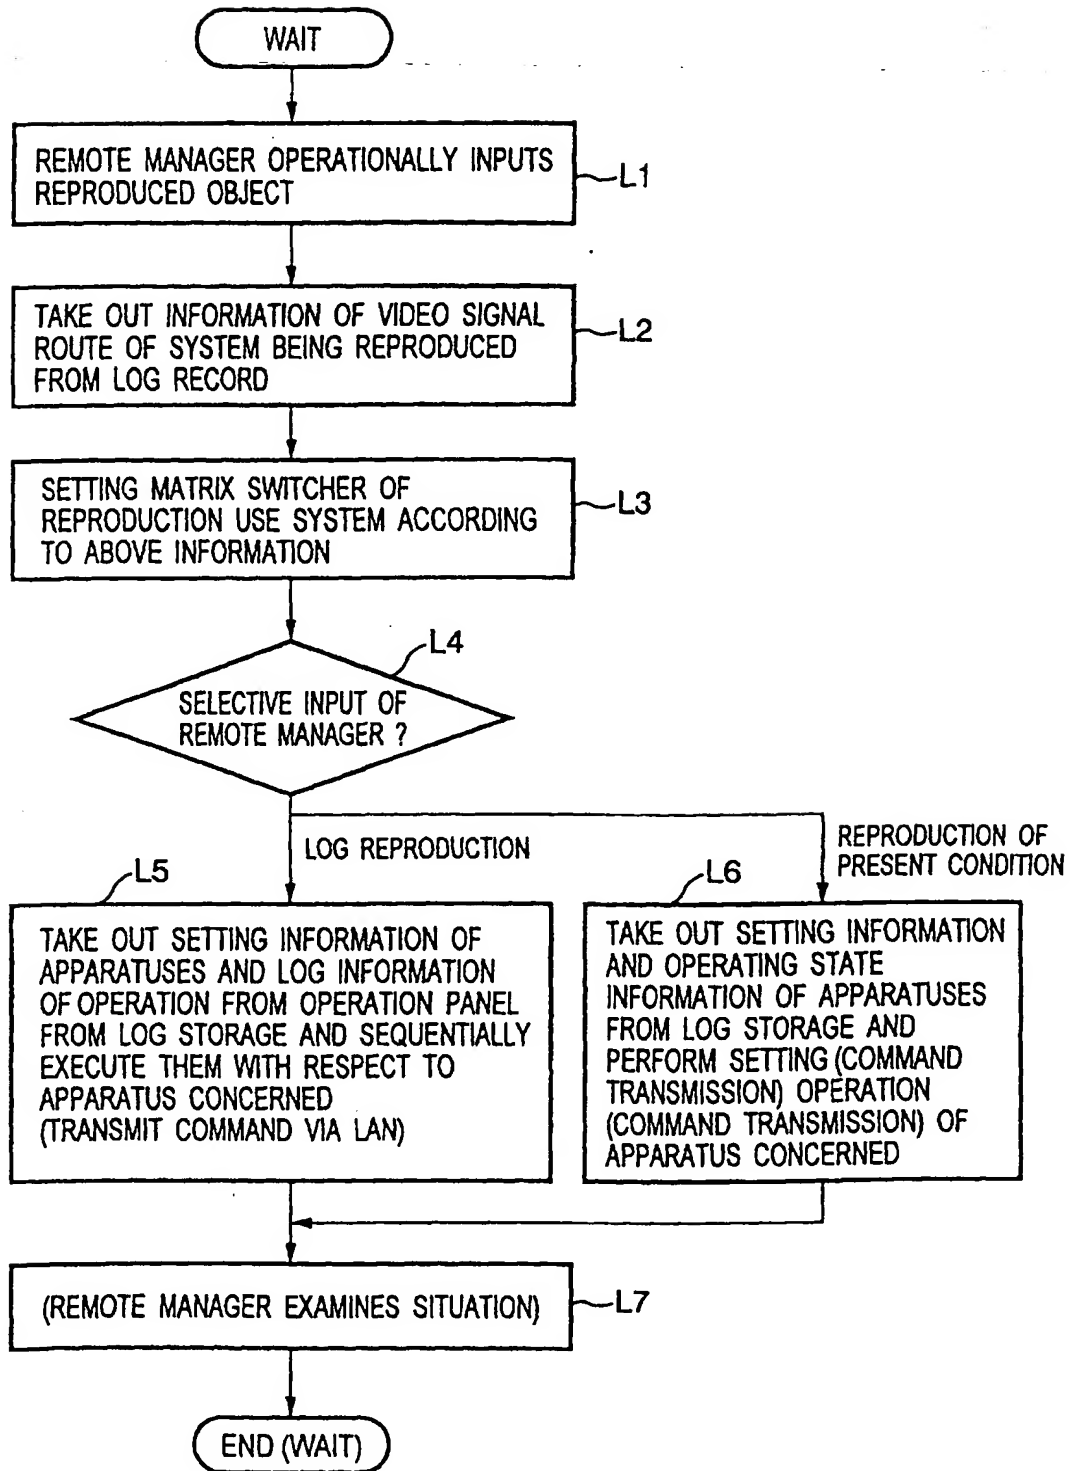 WAIT
REMOTE MANAGER OPERATIONALLY INPUTS
REPRODUCED OBJECT
L1
TAKE OUT INFORMATION OF VIDEO SIGNAL
ROUTE OF SYSTEM BEING REPRODUCED
FROM LOG RECORD
L2
SETTING MATRIX SWITCHER OF
REPRODUCTION USE SYSTEM ACCORDING
TO ABOVE INFORMATION
L3
L4
SELECTIVE INPUT OF
REMOTE MANAGER ?
LOG REPRODUCTION
REPRODUCTION OF
PRESENT CONDITION
L5
TAKE OUT SETTING INFORMATION OF
APPARATUSES AND LOG INFORMATION
OF OPERATION FROM OPERATION PANEL
FROM LOG STORAGE AND SEQUENTIALLY
EXECUTE THEM WITH RESPECT TO
APPARATUS CONCERNED
(TRANSMIT COMMAND VIA LAN)
L6
TAKE OUT SETTING INFORMATION
AND OPERATING STATE
INFORMATION OF APPARATUSES
FROM LOG STORAGE AND
PERFORM SETTING (COMMAND
TRANSMISSION) OPERATION
(COMMAND TRANSMISSION) OF
APPARATUS CONCERNED
(REMOTE MANAGER EXAMINES SITUATION)
L7
END (WAIT)